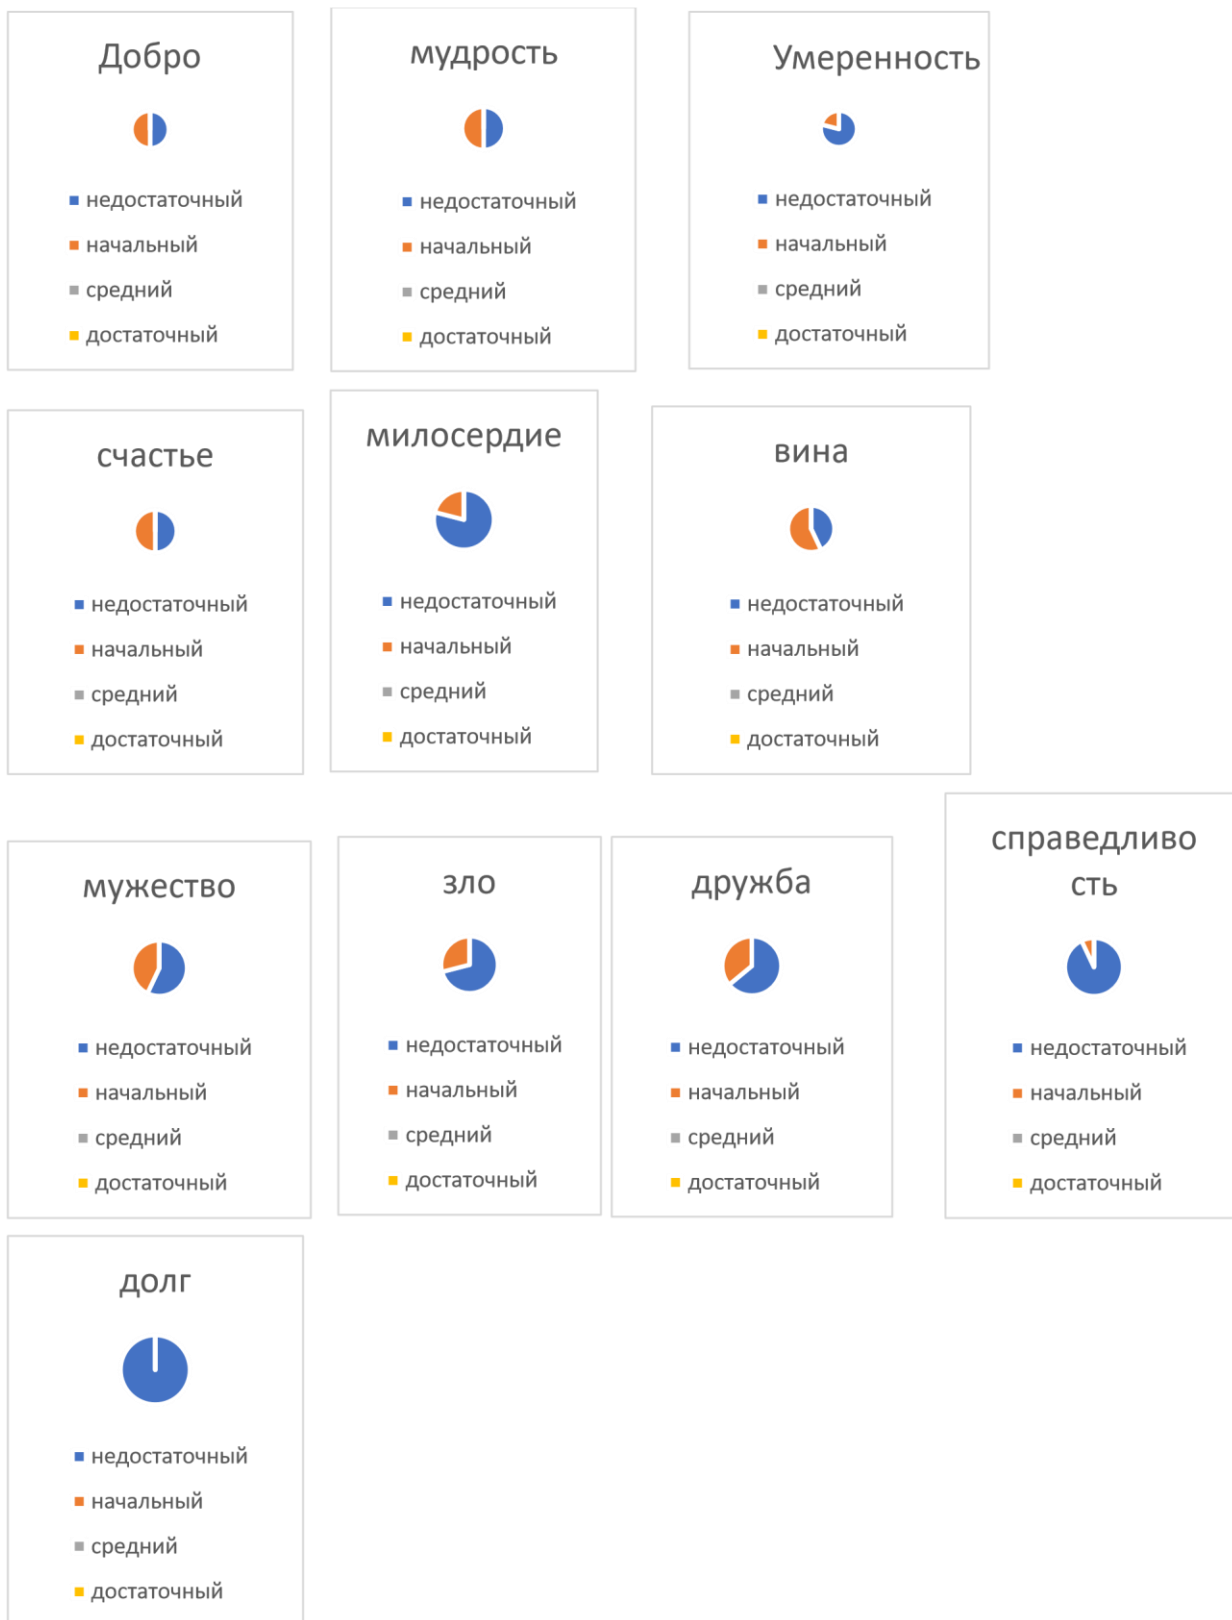 Добро
недостаточный
начальный
средний
достаточный
мудрость
недостаточный
начальный
средний
достаточный
Умеренность
недостаточный
начальный
средний
достаточный
счастье
недостаточный
начальный
средний
достаточный
милосердие
недостаточный
начальный
средний
достаточный
вина
недостаточный
начальный
средний
достаточный
мужество
недостаточный
начальный
средний
достаточный
зло
недостаточный
начальный
средний
достаточный
дружба
недостаточный
начальный
средний
достаточный
справедливо
сть
недостаточный
начальный
средний
достаточный
долг
недостаточный
начальный
средний
достаточный